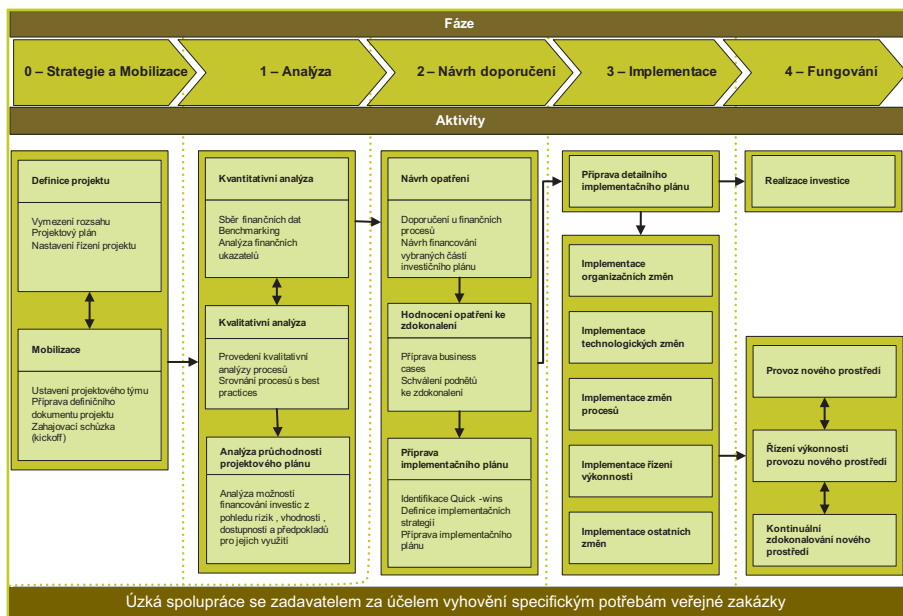 Fáze
0 – Strategie a Mobilizace
1 – Analýza
2 – Návrh doporučení
3 – Implementace
4 – Fungování
Aktivity
Definice projektu
Vymezení rozsahu
Projektový plán
Nastavení řízení projektu
Mobilizace
Ustavení projektového týmu
Příprava definičního
dokumentu projektu
Zahajovací schůzka
(kickoff)
Kvantitativní analýza
Sběr finančních dat
Benchmarking
Analýza finančních
ukazatelů
Kvalitativní analýza
Provedení kvalitativní
analýzy procesů
Srovnání procesů s best
practices
Analýza průchodnosti
projektového plánu
Analýza možností
financování investic z
pohledu rizik , vhodnosti ,
dostupnosti a předpokladů
pro jejich využití
Návrh opatření
Doporučení u finančních
procesů
Návrh financování
vybraných částí
investičního plánu
Hodnocení opatření ke
zdokonalení
Příprava business
cases
Schválení podnětů
ke zdokonalení
Příprava
implementačního plánu
Identifikace Quick -wins
Definice implementačních
strategií
Příprava implementačního
plánu
Příprava detailního
implementačního plánu
Implementace
organizačních změn
Implementace
technologických změn
Implementace změn
procesů
Implementace řízení
výkonnosti
Implementace ostatních
změn
Realizace investice
Provoz nového prostředí
Řízení výkonnosti
provozu nového prostředí
Kontinuální
zdokonalování nového
prostředí
Úzká spolupráce se zadavatelem za účelem vyhovění specifickým potřebám veřejné zakázky